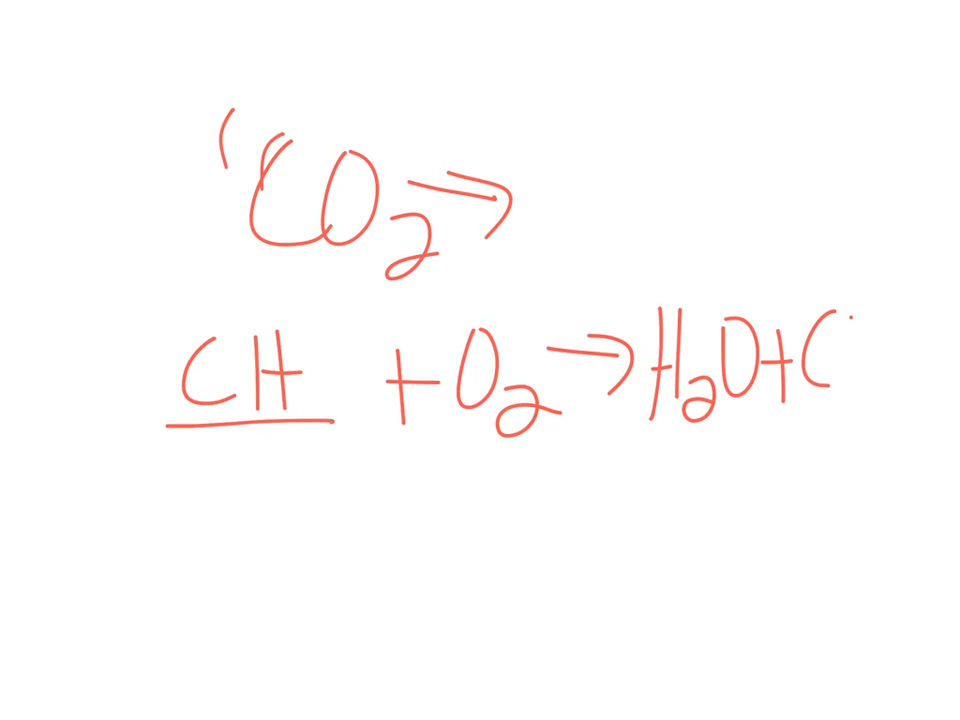 CO₂ →
CH + O₂ → H₂O + C